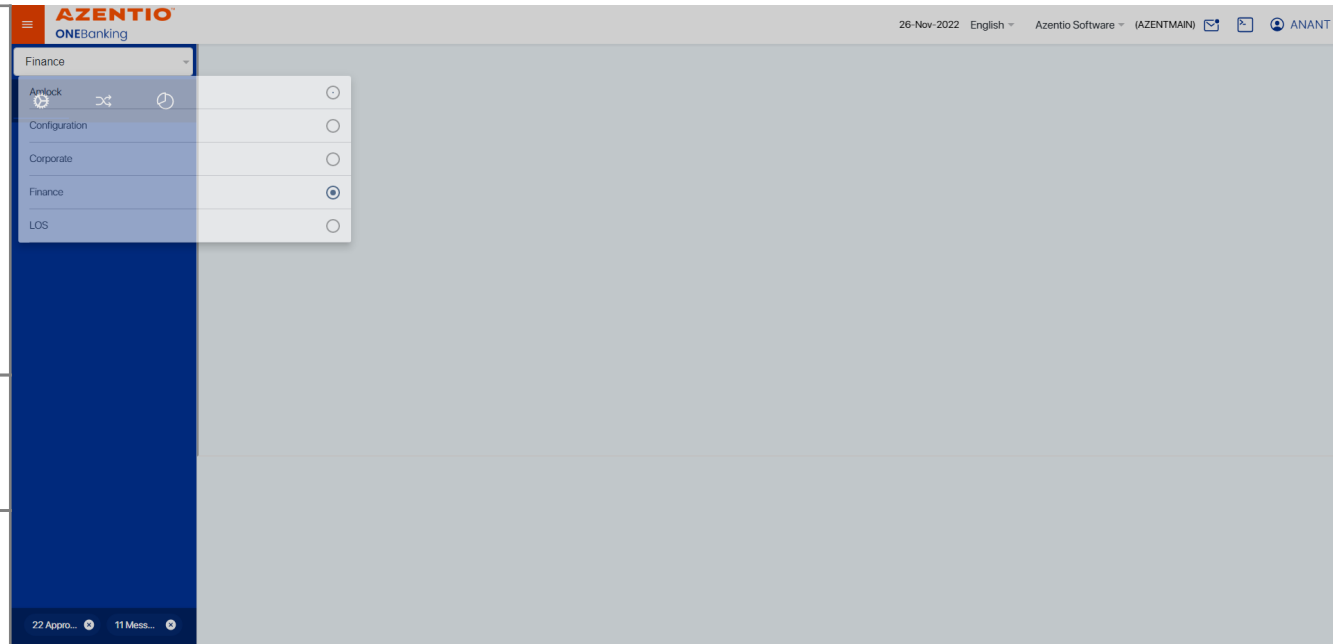 AZENTIO™
ONEBanking
26-Nov-2022 English Azentio Software (AZENTMAIN) ANANT
Finance
Amlock
Configuration
Corporate
Finance
LOS
22 Appro... 11 Mess...